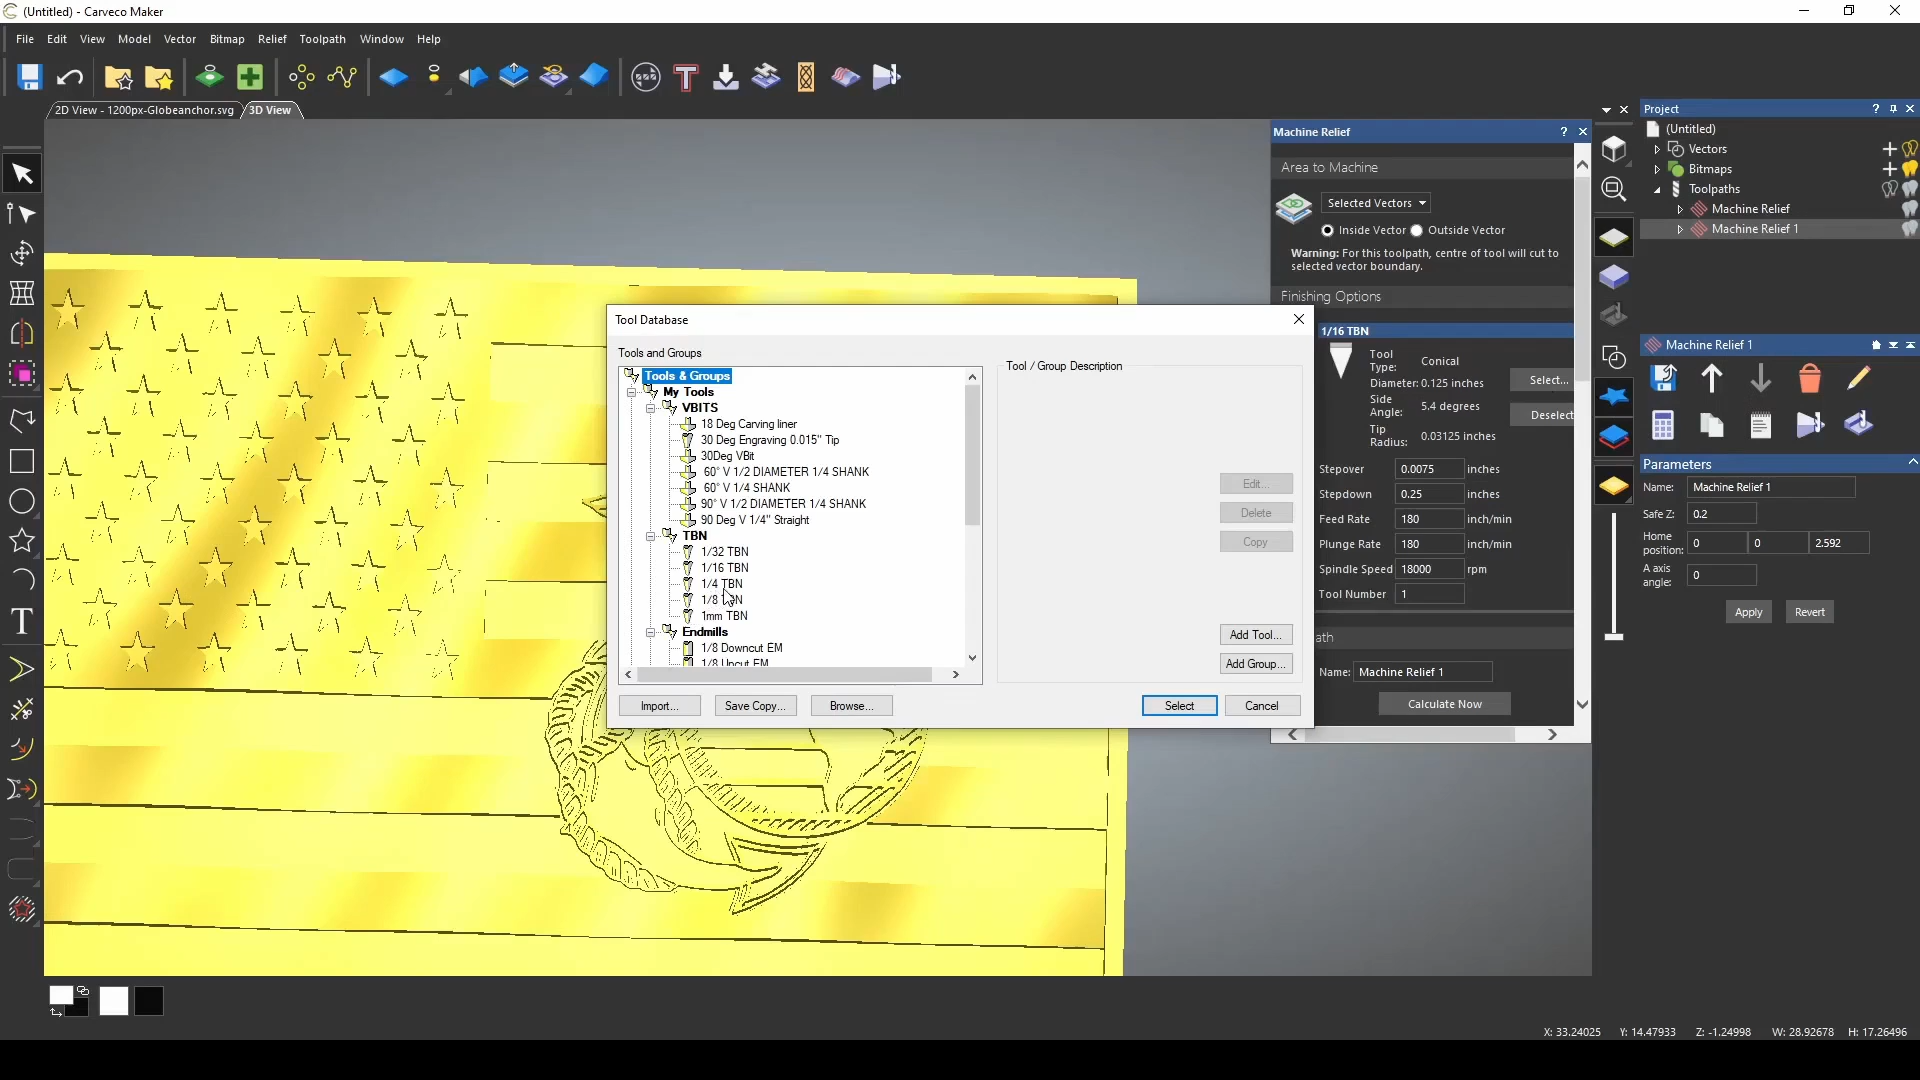 (Untitled) - Carveco Maker
File Edit View Model Vector Bitmap Relief Toolpath Window Help
2D View - 1200px-Globeanchor.svg
3D View
Machine Relief
Area to Machine
Selected Vectors
Inside Vector
Outside Vector
Warning: For this toolpath, centre of tool will cut to
selected vector boundary.
Finishing Options
1/16 TBN
Tool Type: Conical
Diameter: 0.125 inches
Side Angle: 5.4 degrees
Tip Radius: 0.03125 inches
Select...
Deselect
Stepover 0.0075 inches
Stepdown 0.25 inches
Feed Rate 180 inch/min
Plunge Rate 180 inch/min
Spindle Speed 18000 rpm
Tool Number 1
ath
Name: Machine Relief 1
Calculate Now
Tool Database
Tools and Groups
Tools & Groups
My Tools
VBITS
18 Deg Carving liner
30 Deg Engraving 0.015" Tip
30Deg VBit
60° V 1/2 DIAMETER 1/4 SHANK
60° V 1/4 SHANK
90° V 1/2 DIAMETER 1/4 SHANK
90 Deg V 1/4" Straight
TBN
1/32 TBN
1/16 TBN
1/4 TBN
1/8 TBN
1mm TBN
Endmills
1/8 Downcut EM
1/8 Upcut EM
Tool / Group Description
Edit...
Delete
Copy
Add Tool...
Add Group...
Import...
Save Copy...
Browse...
Select
Cancel
Project
(Untitled)
Vectors
Bitmaps
Toolpaths
Machine Relief
Machine Relief 1
Machine Relief 1
Parameters
Name: Machine Relief 1
Safe Z: 0.2
Home position: 0 0 2.592
A axis angle: 0
Apply
Revert
X: 33.24025 Y: 14.47933 Z: -1.24998 W: 28.92678 H: 17.26496